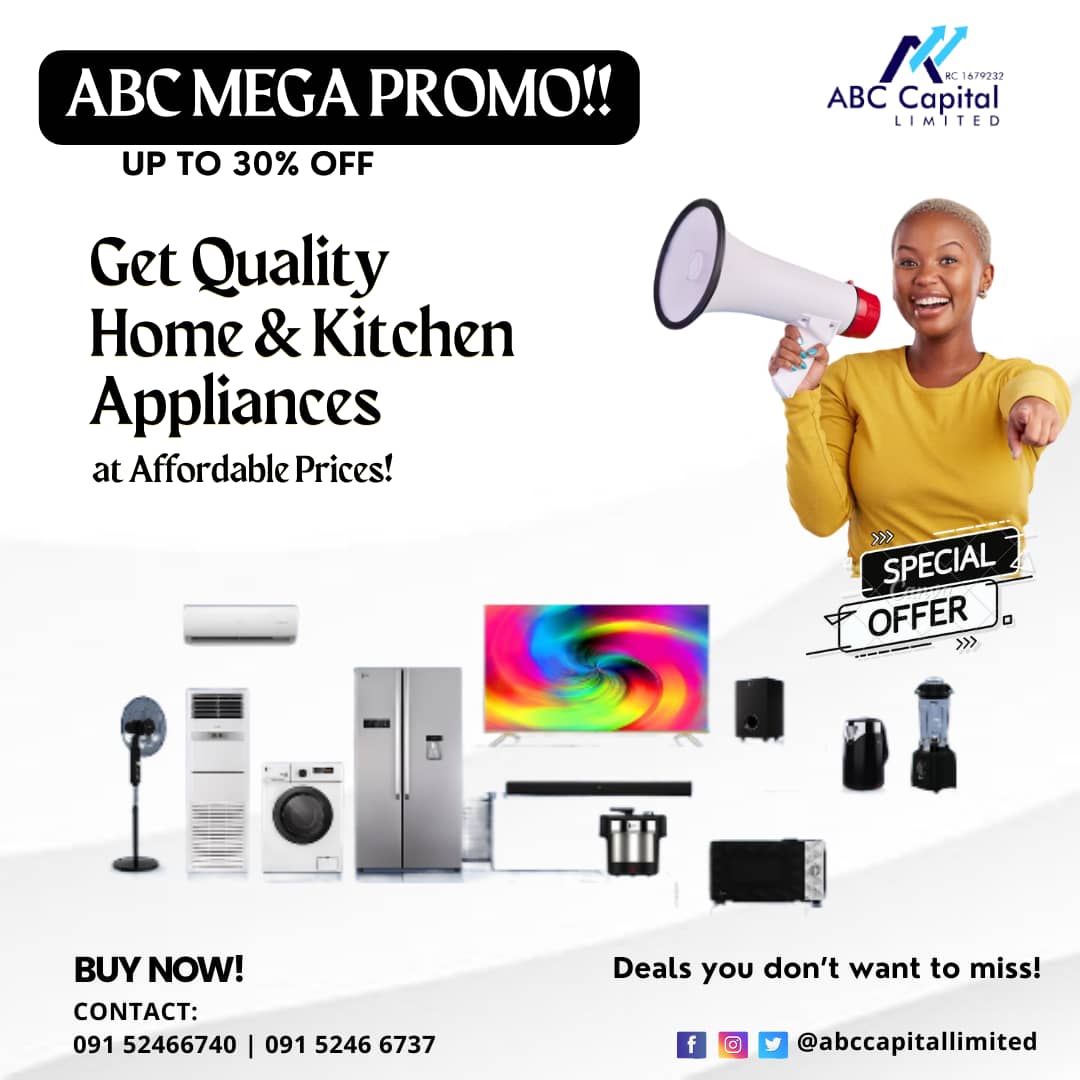 ABC MEGA PROMO!!
UP TO 30% OFF
RC 1679232
ABC Capital
LIMITED
Get Quality
Home & Kitchen
Appliances
at Affordable Prices!
SPECIAL
OFFER
BUY NOW!
CONTACT:
091 52466740 | 091 5246 6737
Deals you don't want to miss!
@abccapitallimited